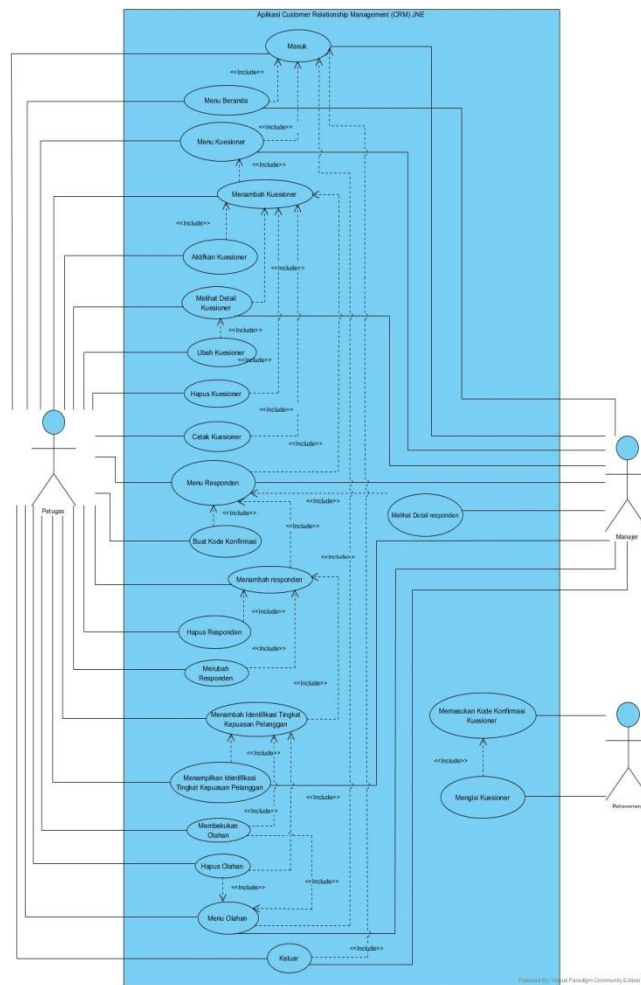 Aplikasi Customer Relationship Management (CRM) JNE
Masuk
<<Include>>
Menu Beranda
<<Include>>
Menu Kuesioner
<<Include>>
<<Include>>
Menambah Kuesioner
<<Include>>
<<Include>>
Aktifkan Kuesioner
<<Include>>
Melihat Detail
Kuesioner
<<Include>>
Ubah Kuesioner
<<Include>>
Hapus Kuesioner
<<Include>>
Cetak Kuesioner
<<Include>>
Menu Responden
<<Include>>
Petugas
<<Include>>
Melihat Detail responden
Manajer
Buat Kode Konfirmasi
<<Include>>
Menambah responden
<<Include>>
<<Include>>
Hapus Responden
<<Include>>
Merubah
Responden
Menambah Identifikasi Tingkat
Kepuasan Pelanggan
Memasukan Kode Konfirmasi
Kuesioner
<<Include>>
<<Include>>
Menampilkan Identifikasi
Tingkat Kepuasan Pelanggan
<<Include>>
Mengisi Kuesioner
Pelanggan
Membekukan
Olahan
<<Include>>
Hapus Olahan
<<Include>>
<<Include>>
Menu Olahan
<<Include>>
Keluar
Powered By Visual Paradigm Community Edition